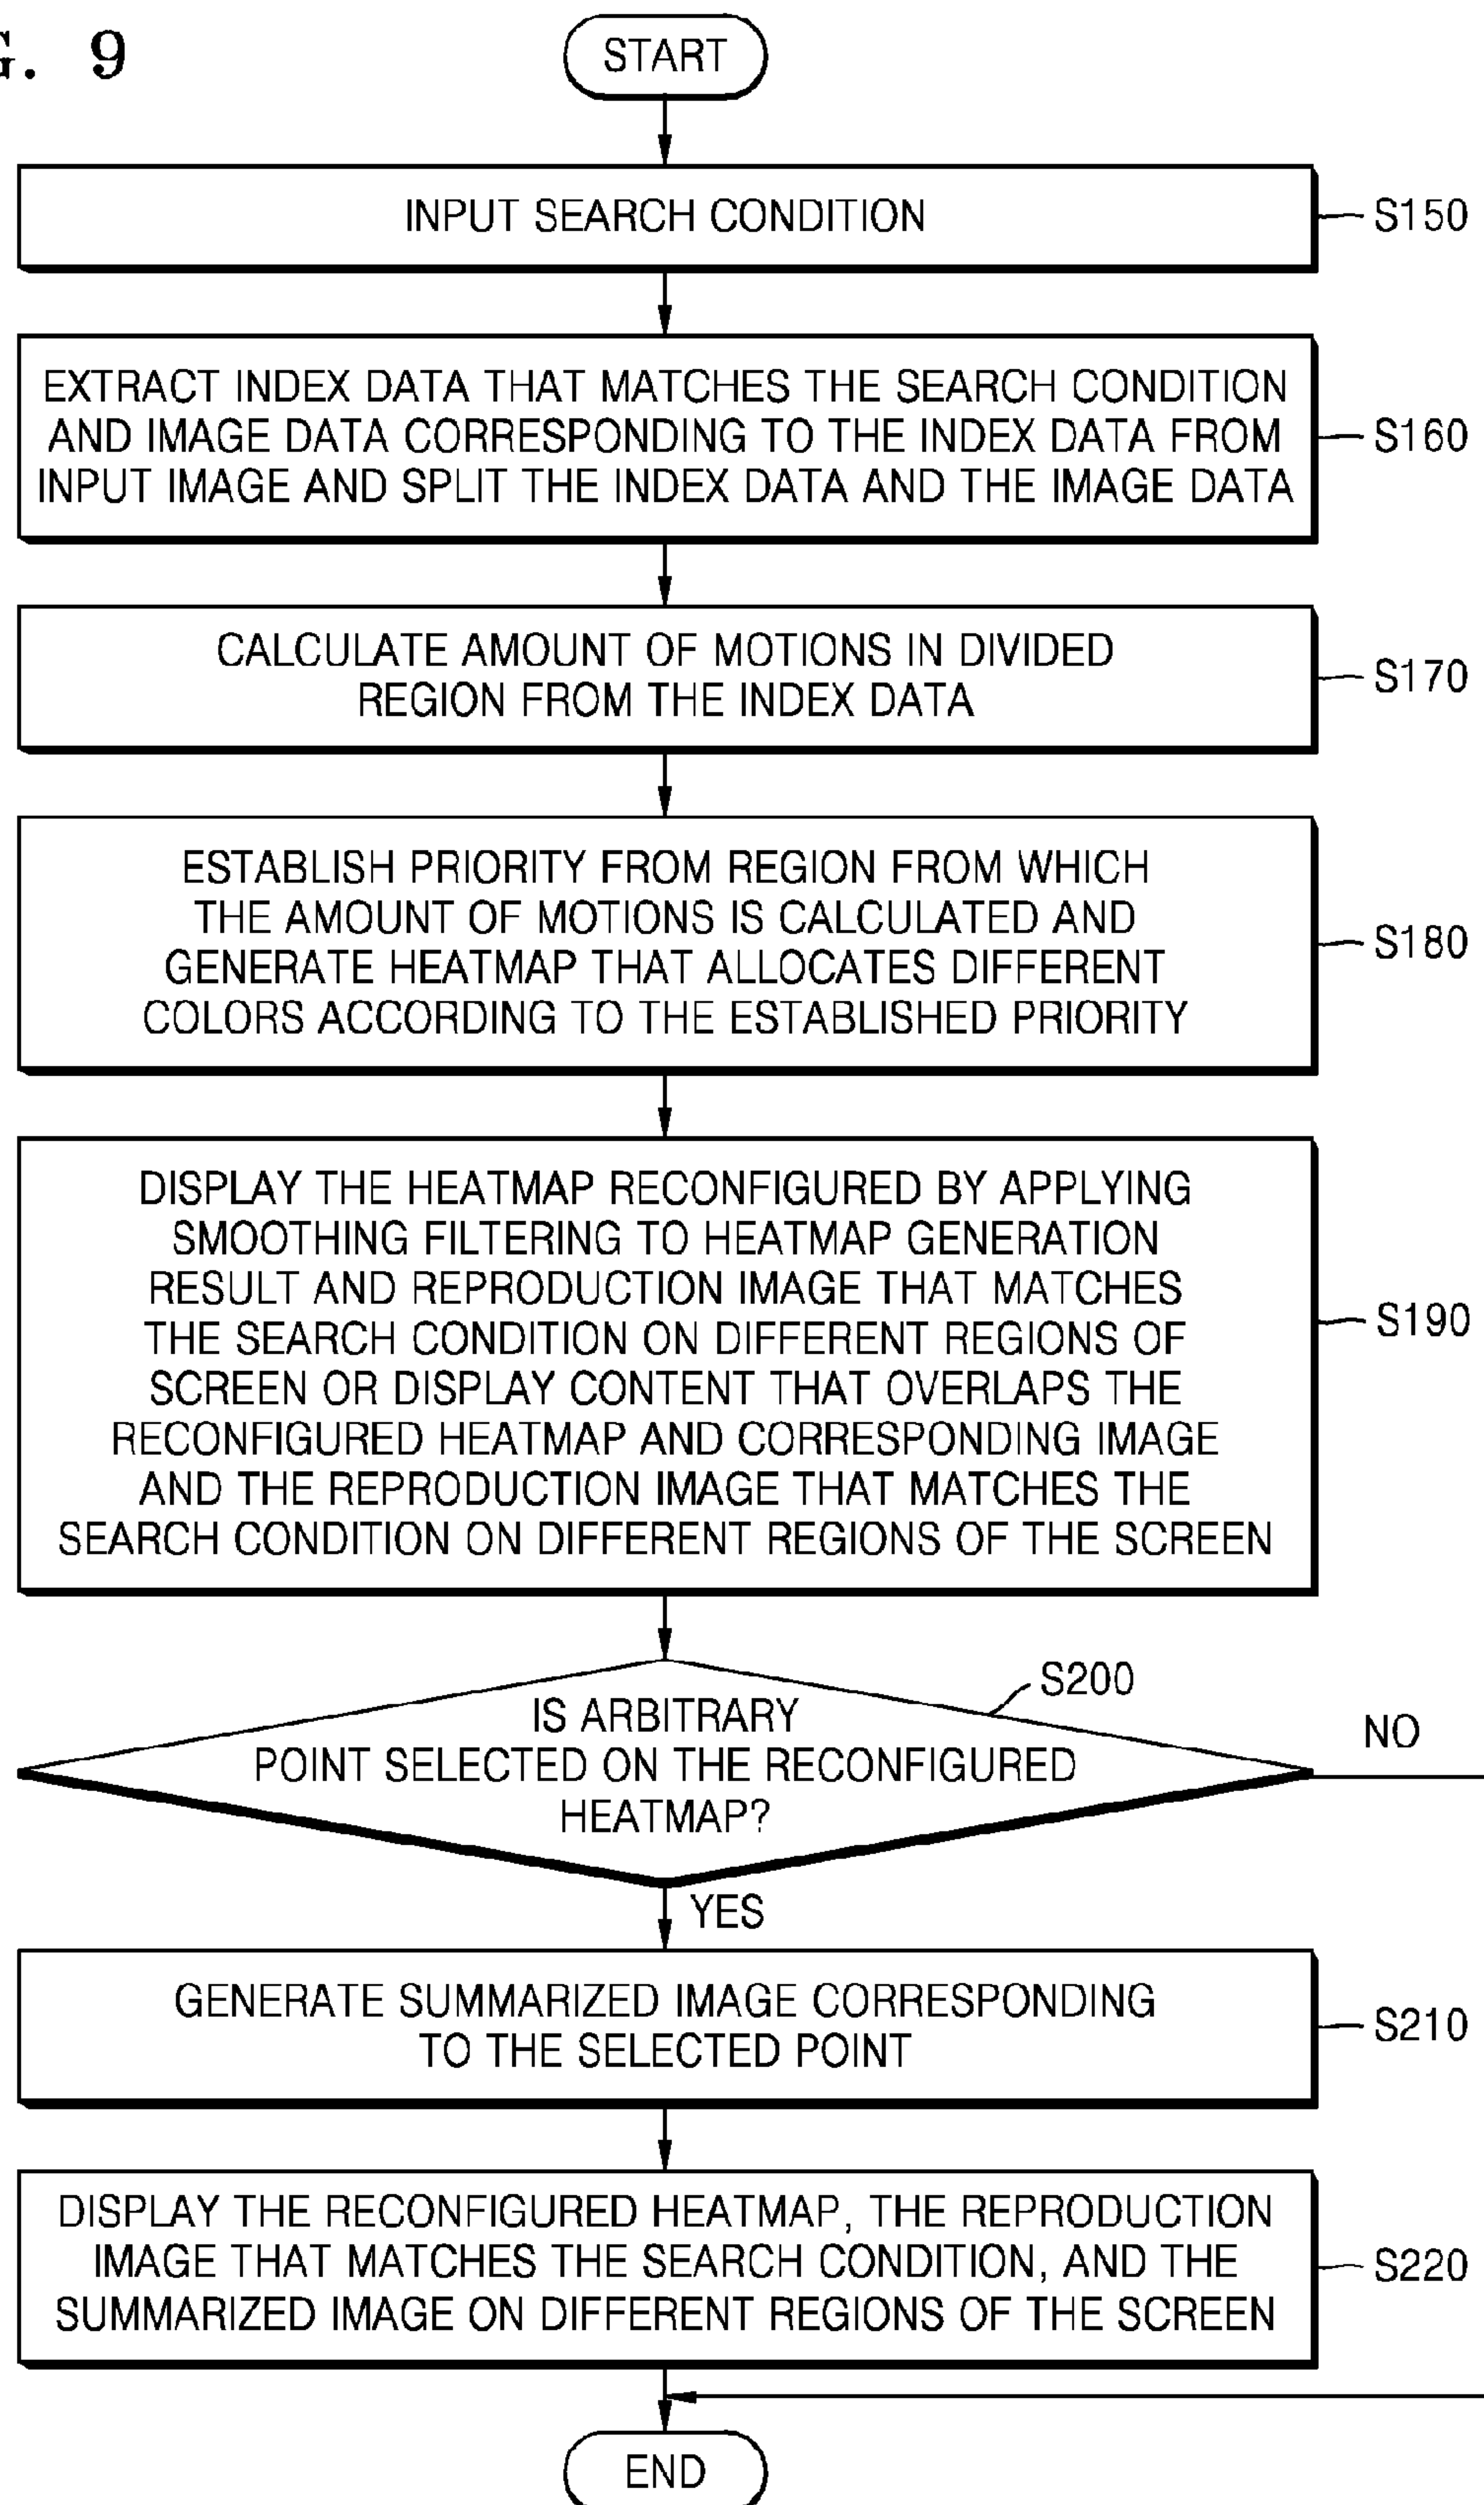 G. 9
START
INPUT SEARCH CONDITION
S150
EXTRACT INDEX DATA THAT MATCHES THE SEARCH CONDITION
AND IMAGE DATA CORRESPONDING TO THE INDEX DATA FROM
INPUT IMAGE AND SPLIT THE INDEX DATA AND THE IMAGE DATA
S160
CALCULATE AMOUNT OF MOTIONS IN DIVIDED
REGION FROM THE INDEX DATA
S170
ESTABLISH PRIORITY FROM REGION FROM WHICH
THE AMOUNT OF MOTIONS IS CALCULATED AND
GENERATE HEATMAP THAT ALLOCATES DIFFERENT
COLORS ACCORDING TO THE ESTABLISHED PRIORITY
S180
DISPLAY THE HEATMAP RECONFIGURED BY APPLYING
SMOOTHING FILTERING TO HEATMAP GENERATION
RESULT AND REPRODUCTION IMAGE THAT MATCHES
THE SEARCH CONDITION ON DIFFERENT REGIONS OF
SCREEN OR DISPLAY CONTENT THAT OVERLAPS THE
RECONFIGURED HEATMAP AND CORRESPONDING IMAGE
AND THE REPRODUCTION IMAGE THAT MATCHES THE
SEARCH CONDITION ON DIFFERENT REGIONS OF THE SCREEN
S190
S200
IS ARBITRARY
POINT SELECTED ON THE RECONFIGURED
HEATMAP?
NO
YES
GENERATE SUMMARIZED IMAGE CORRESPONDING
TO THE SELECTED POINT
S210
DISPLAY THE RECONFIGURED HEATMAP, THE REPRODUCTION
IMAGE THAT MATCHES THE SEARCH CONDITION, AND THE
SUMMARIZED IMAGE ON DIFFERENT REGIONS OF THE SCREEN
S220
END